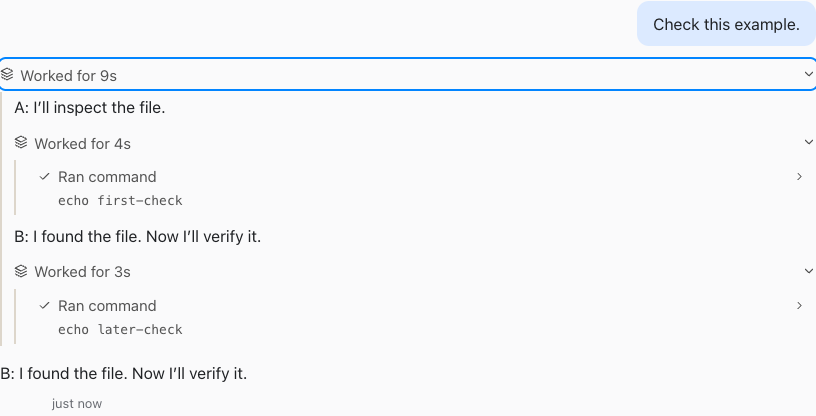 Check this example.
Worked for 9s
A: I’ll inspect the file.
Worked for 4s
Ran command
echo first-check
B: I found the file. Now I’ll verify it.
Worked for 3s
Ran command
echo later-check
B: I found the file. Now I’ll verify it.
just now